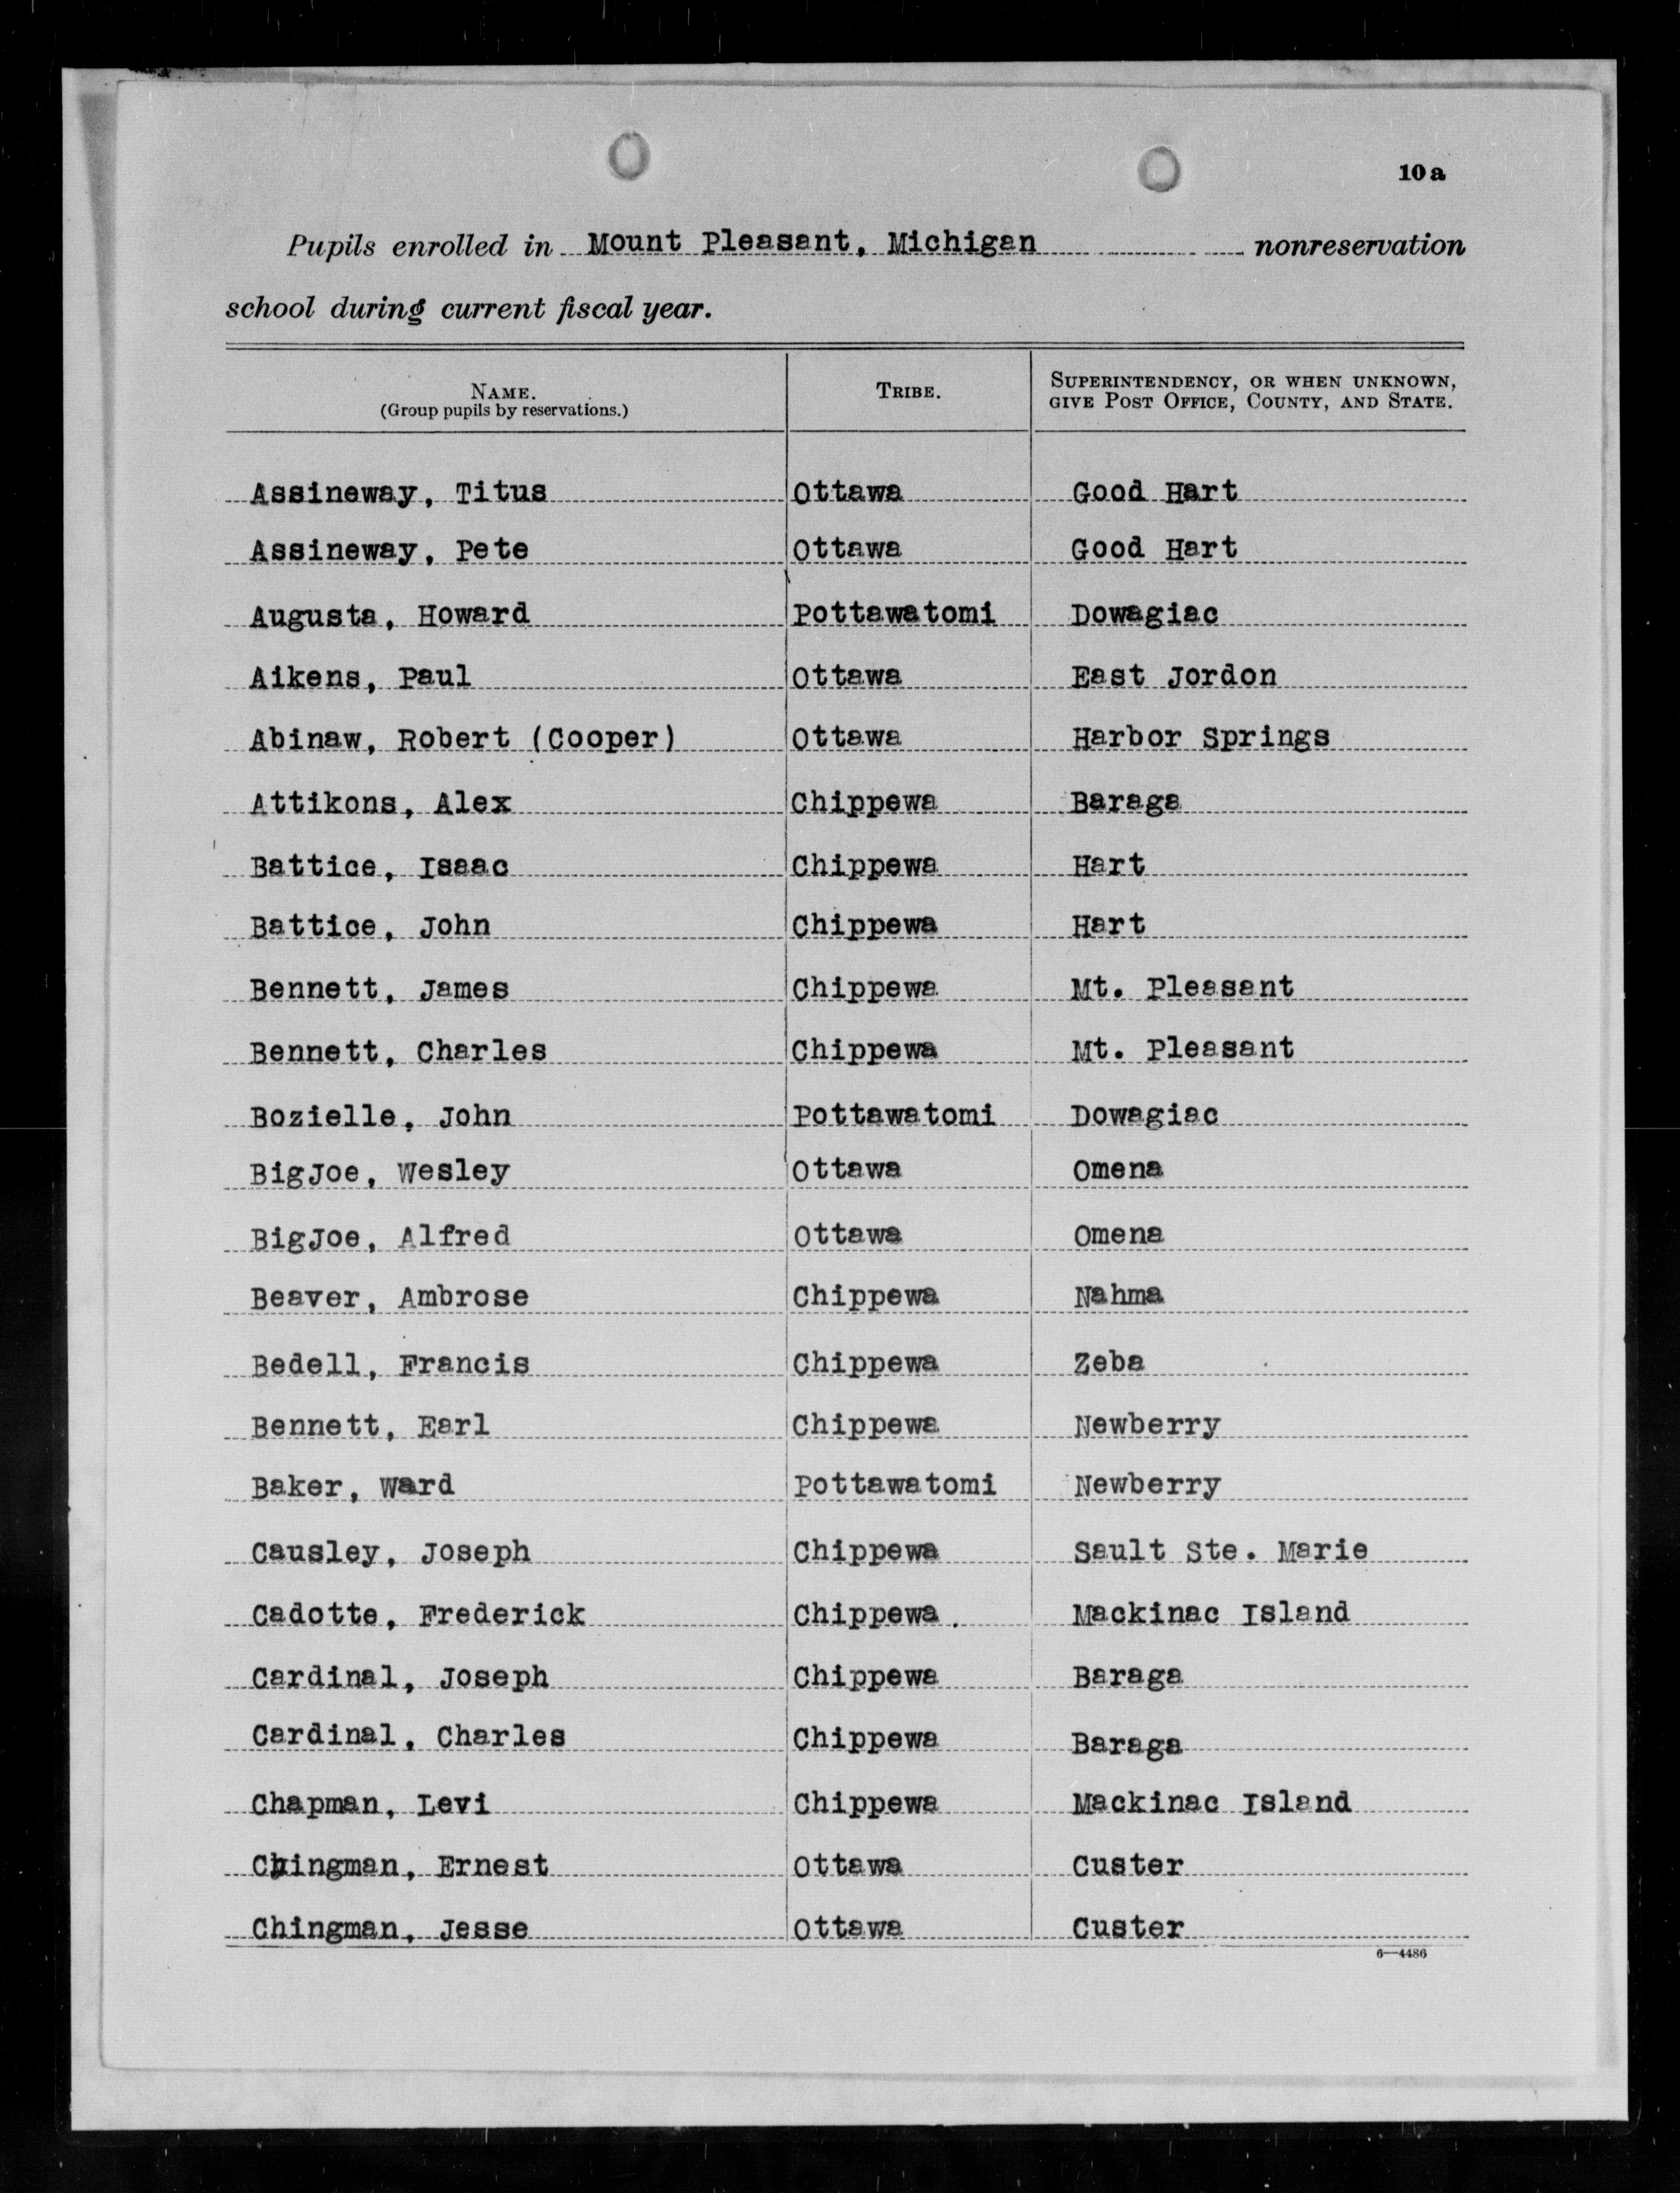 10a
Pupils enrolled in Mount Pleasant, Michigan nonreservation
school during current fiscal year.
NAME. TRIBE. SUPERINTENDENCY, OR WHEN UNKNOWN,
(Group pupils by reservations.) GIVE POST OFFICE, COUNTY, AND STATE.
Assineway, Titus Ottawa Good Hart
Assineway, Pete Ottawa Good Hart
Augusta, Howard Pottawatomi Dowagiac
Aikens, Paul Ottawa East Jordon
Abinaw, Robert (Cooper) Ottawa Harbor Springs
Attikons, Alex Chippewa Baraga
Battice, Isaac Chippewa Hart
Battice, John Chippewa Hart
Bennett, James Chippewa Mt. Pleasant
Bennett, Charles Chippewa Mt. Pleasant
Bozielle, John Pottawatomi Dowagiac
BigJoe, Wesley Ottawa Omena
BigJoe, Alfred Ottawa Omena
Beaver, Ambrose Chippewa Nahma
Bedell, Francis Chippewa Zeba
Bennett, Earl Chippewa Newberry
Baker, Ward Pottawatomi Newberry
Causley, Joseph Chippewa Sault Ste. Marie
Cadotte, Frederick Chippewa. Mackinac Island
Cardinal, Joseph Chippewa Baraga
Cardinal, Charles Chippewa Baraga
Chapman, Levi Chippewa Mackinac Island
Chingman, Ernest Ottawa Custer
Chingman, Jesse Ottawa Custer
6—4486